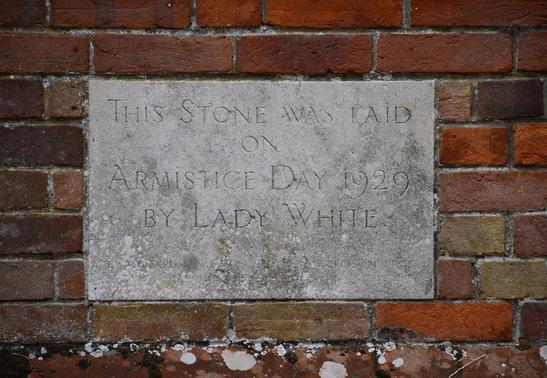 THIS STONE WAS LAID
ON
ARMISTICE DAY 1929
BY LADY WHITE.